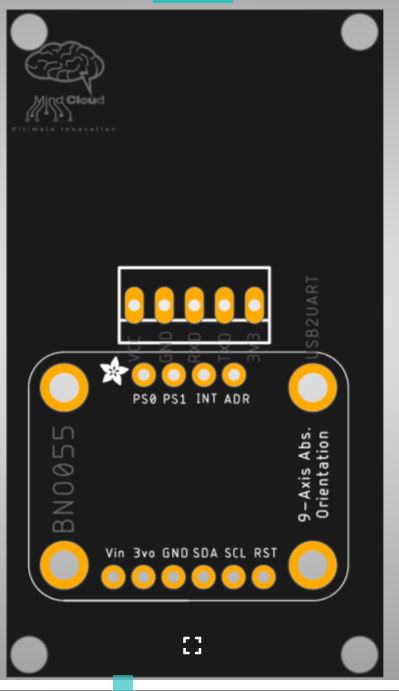 Mind Cloud
Ultimate Innovation
USB2UART
VCC
GND
RXD
TXD
3V3
PS0 PS1 INT ADR
BNO055
9-Axis Abs.
Orientation
Vin 3vo GND SDA SCL RST